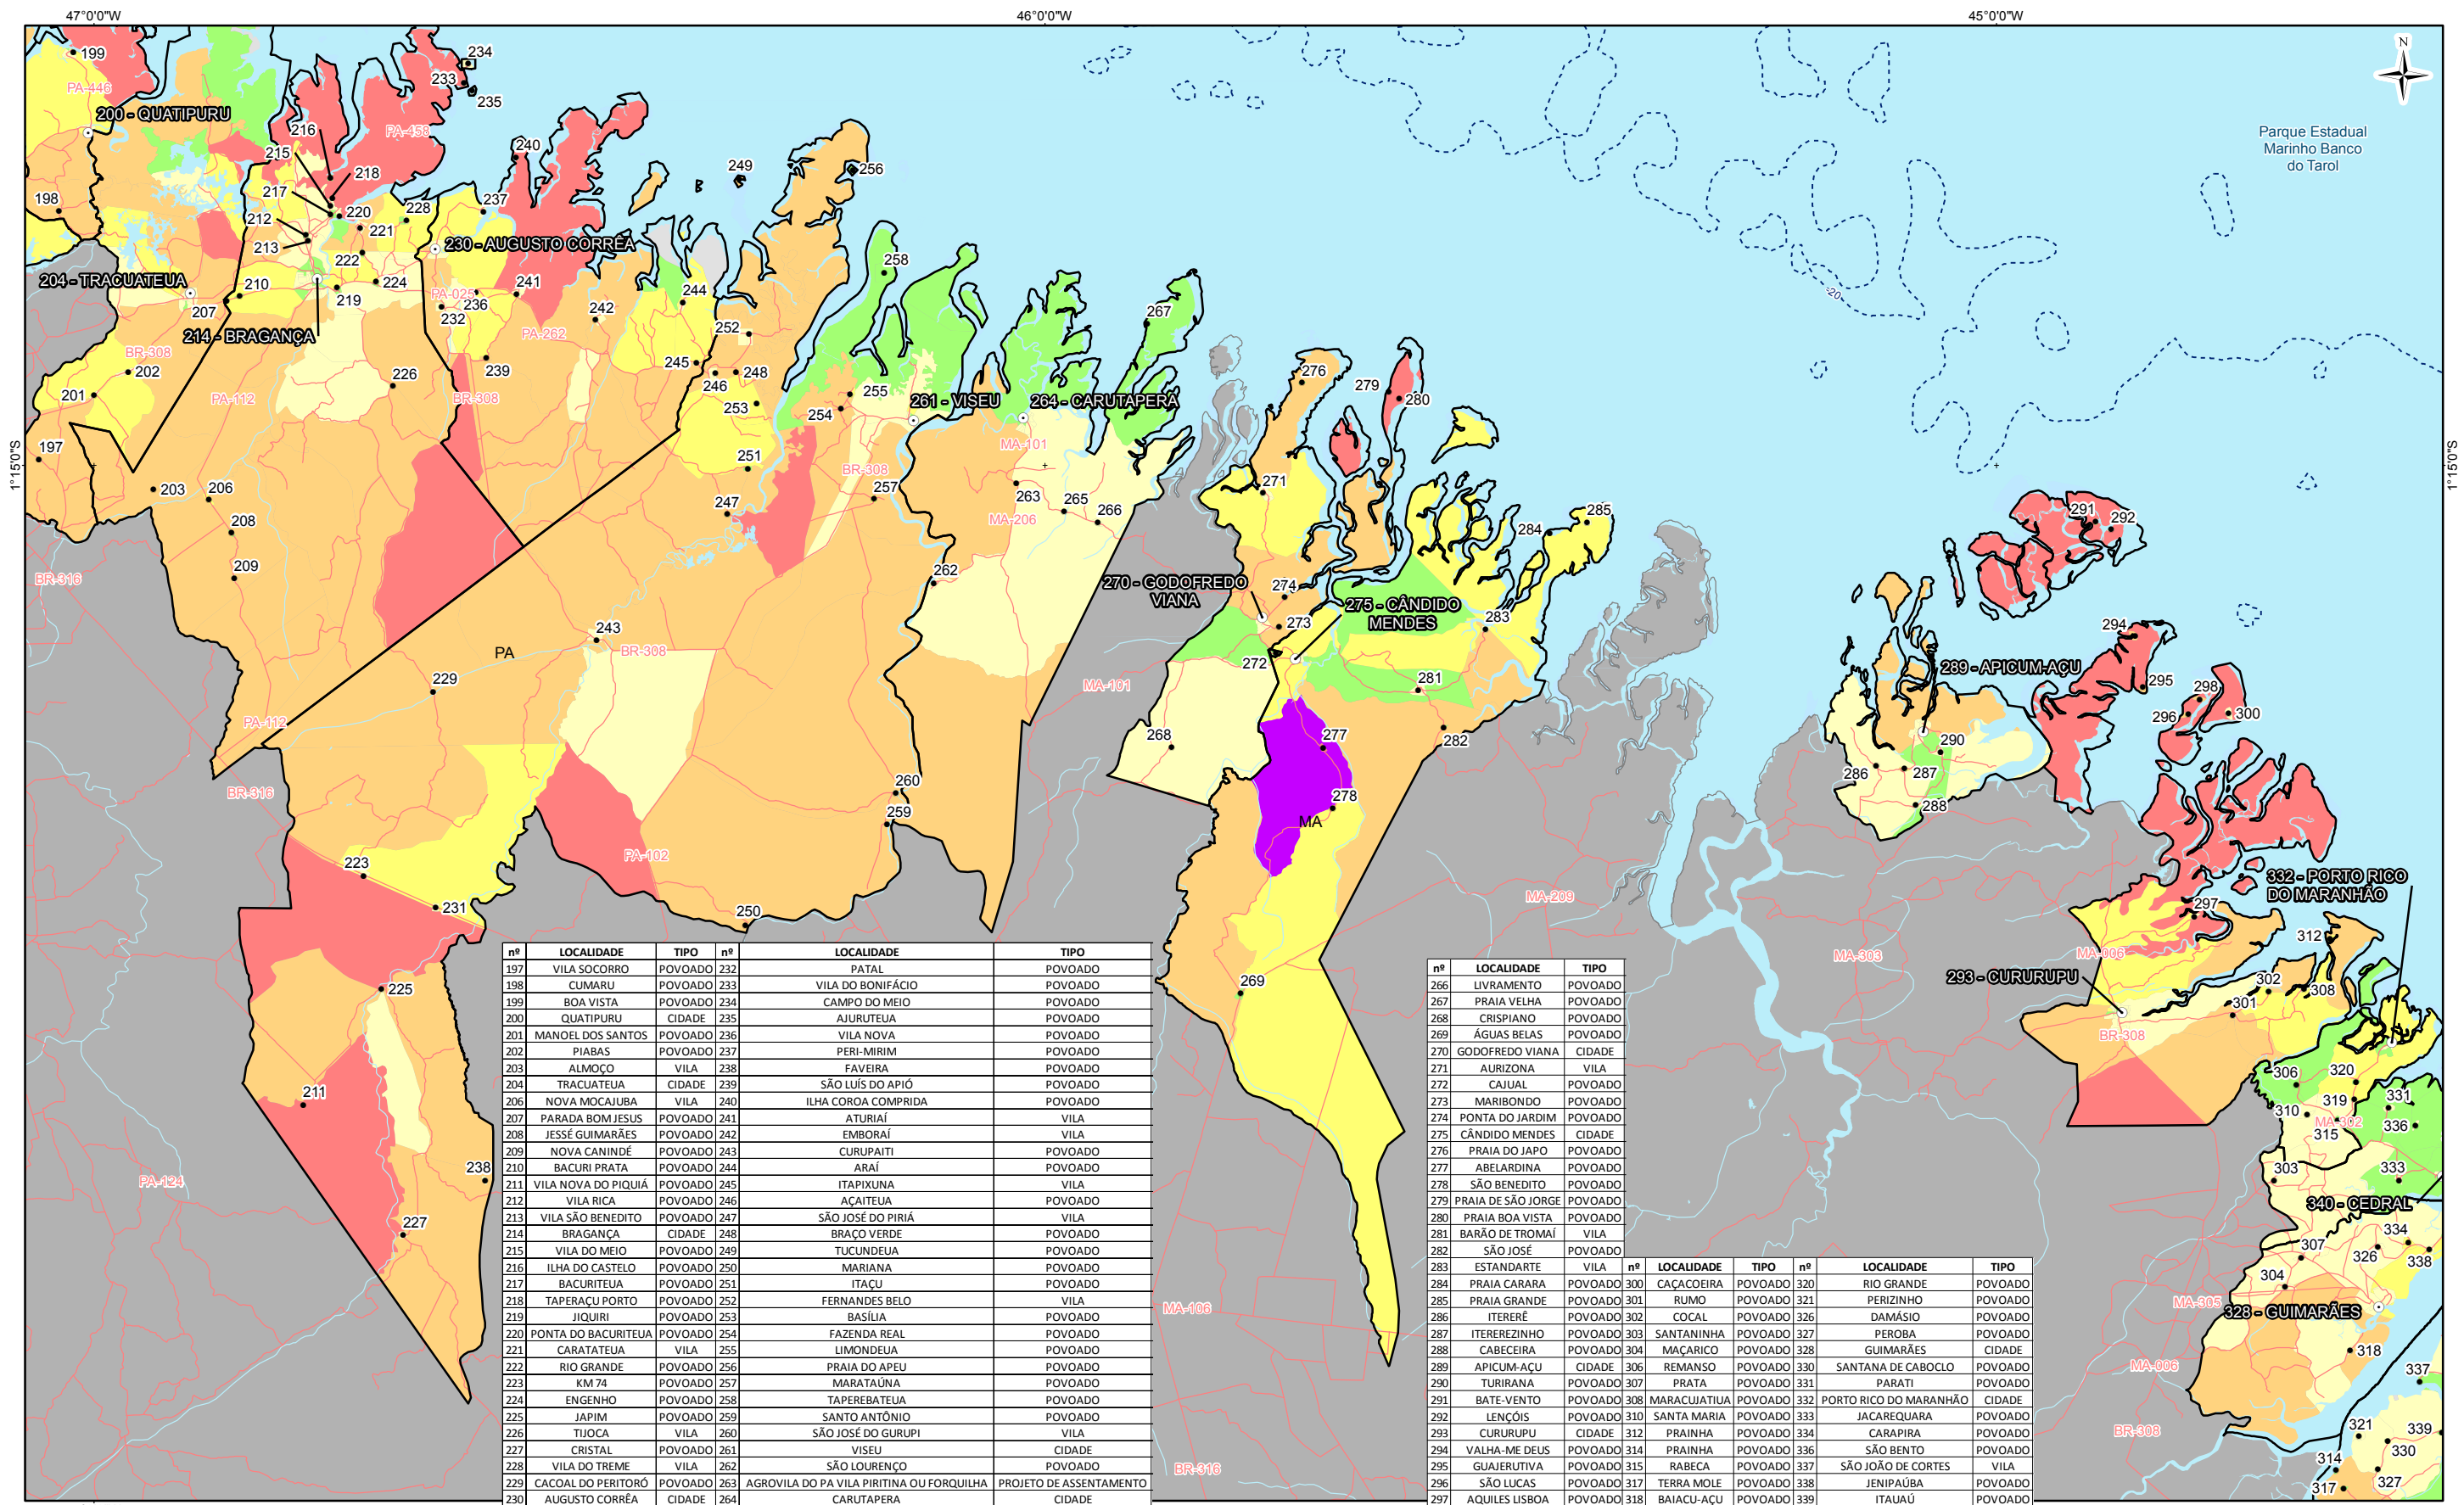 47°0'0"W
46°0'0"W
45°0'0"W
1°15'0"S
1°15'0"S
N
Parque Estadual
Marinho Banco
do Tarol
-20
199
PA-446
200 - QUATIPURU
198
216
215
217
218
212
213
220
221
222
228
PA-458
234
233
235
240
237
230 - AUGUSTO CORRÊA
204 - TRACUATEUA
210
207
219
224
214 - BRAGANÇA
PA-025
236
232
241
PA-262
242
249
256
258
244
252
245
246
248
253
255
254
251
247
257
BR-308
261 - VISEU
264 - CARUTAPERA
267
MA-101
263
MA-206
265
266
262
BR-308
202
201
PA-112
226
BR-308
239
197
203
206
208
209
BR-316
243
PA
BR-308
229
PA-112
BR-316
260
259
PA-102
223
231
250
225
211
238
227
PA-124
276
279
280
271
270 - GODOFREDO
VIANA
274
273
272
275 - CÂNDIDO
MENDES
284
285
283
281
282
MA-101
268
277
278
MA
269
MA-209
MA-106
BR-316
291
292
289 - APICUM-AÇU
294
295
298
296
300
290
286
287
288
332 - PORTO RICO
DO MARANHÃO
297
312
MA-303
MA-006
293 - CURURUPU
302
301
308
BR-308
306
320
319
331
310
MA-302
315
336
303
333
340 - CEDRAL
334
307
326
338
304
MA-305
328 - GUIMARÃES
318
MA-006
337
321
339
330
BR-308
314
327
317
nº LOCALIDADE TIPO nº LOCALIDADE TIPO
197 VILA SOCORRO POVOADO 232 PATAL POVOADO
198 CUMARU POVOADO 233 VILA DO BONIFÁCIO POVOADO
199 BOA VISTA POVOADO 234 CAMPO DO MEIO POVOADO
200 QUATIPURU CIDADE 235 AJURUTEUA POVOADO
201 MANOEL DOS SANTOS POVOADO 236 VILA NOVA POVOADO
202 PIABAS POVOADO 237 PERI-MIRIM POVOADO
203 ALMOÇO VILA 238 FAVEIRA POVOADO
204 TRACUATEUA CIDADE 239 SÃO LUÍS DO APIÓ POVOADO
206 NOVA MOCAJUBA VILA 240 ILHA COROA COMPRIDA POVOADO
207 PARADA BOM JESUS POVOADO 241 ATURIAÍ VILA
208 JESSÉ GUIMARÃES POVOADO 242 EMBORAÍ VILA
209 NOVA CANINDÉ POVOADO 243 CURUPAITI POVOADO
210 BACURI PRATA POVOADO 244 ARAÍ POVOADO
211 VILA NOVA DO PIQUIÁ POVOADO 245 ITAPIXUNA VILA
212 VILA RICA POVOADO 246 AÇAITEUA POVOADO
213 VILA SÃO BENEDITO POVOADO 247 SÃO JOSÉ DO PIRIÁ VILA
214 BRAGANÇA CIDADE 248 BRAÇO VERDE POVOADO
215 VILA DO MEIO POVOADO 249 TUCUNDEUA POVOADO
216 ILHA DO CASTELO POVOADO 250 MARIANA POVOADO
217 BACURITEUA POVOADO 251 ITAÇU POVOADO
218 TAPERAÇU PORTO POVOADO 252 FERNANDES BELO VILA
219 JIQUIRI POVOADO 253 BASÍLIA POVOADO
220 PONTA DO BACURITEUA POVOADO 254 FAZENDA REAL POVOADO
221 CARATATEUA VILA 255 LIMONDEUA POVOADO
222 RIO GRANDE POVOADO 256 PRAIA DO APEU POVOADO
223 KM 74 POVOADO 257 MARATAÚNA POVOADO
224 ENGENHO POVOADO 258 TAPEREBATEUA POVOADO
225 JAPIM POVOADO 259 SANTO ANTÔNIO POVOADO
226 TIJOCA VILA 260 SÃO JOSÉ DO GURUPI VILA
227 CRISTAL POVOADO 261 VISEU CIDADE
228 VILA DO TREME VILA 262 SÃO LOURENÇO POVOADO
229 CACOAL DO PERITORÓ POVOADO 263 AGROVILA DO PA VILA PIRITINA OU FORQUILHA PROJETO DE ASSENTAMENTO
230 AUGUSTO CORRÊA CIDADE 264 CARUTAPERA CIDADE
nº LOCALIDADE TIPO
266 LIVRAMENTO POVOADO
267 PRAIA VELHA POVOADO
268 CRISPIANO POVOADO
269 ÁGUAS BELAS POVOADO
270 GODOFREDO VIANA CIDADE
271 AURIZONA VILA
272 CAJUAL POVOADO
273 MARIBONDO POVOADO
274 PONTA DO JARDIM POVOADO
275 CÂNDIDO MENDES CIDADE
276 PRAIA DO JAPO POVOADO
277 ABELARDINA POVOADO
278 SÃO BENEDITO POVOADO
279 PRAIA DE SÃO JORGE POVOADO
280 PRAIA BOA VISTA POVOADO
281 BARÃO DE TROMAÍ VILA
282 SÃO JOSÉ POVOADO
283 ESTANDARTE VILA nº LOCALIDADE TIPO nº LOCALIDADE TIPO
284 PRAIA CARARA POVOADO 300 CAÇACOEIRA POVOADO 320 RIO GRANDE POVOADO
285 PRAIA GRANDE POVOADO 301 RUMO POVOADO 321 PERIZINHO POVOADO
286 ITERERÊ POVOADO 302 COCAL POVOADO 326 DAMÁSIO POVOADO
287 ITEREREZINHO POVOADO 303 SANTANINHA POVOADO 327 PEROBA POVOADO
288 CABECEIRA POVOADO 304 MAÇARICO POVOADO 328 GUIMARÃES CIDADE
289 APICUM-AÇU CIDADE 306 REMANSO POVOADO 330 SANTANA DE CABOCLO POVOADO
290 TURIRANA POVOADO 307 PRATA POVOADO 331 PARATI POVOADO
291 BATE-VENTO POVOADO 308 MARACUJATIUA POVOADO 332 PORTO RICO DO MARANHÃO CIDADE
292 LENÇÓIS POVOADO 310 SANTA MARIA POVOADO 333 JACAREQUARA POVOADO
293 CURURUPU CIDADE 312 PRAINHA POVOADO 334 CARAPIRA POVOADO
294 VALHA-ME DEUS POVOADO 314 PRAINHA POVOADO 336 SÃO BENTO POVOADO
295 GUAJERUTIVA POVOADO 315 RABECA POVOADO 337 SÃO JOÃO DE CORTES VILA
296 SÃO LUCAS POVOADO 317 TERRA MOLE POVOADO 338 JENIPAÚBA POVOADO
297 AQUILES LISBOA POVOADO 318 BAIACU-AÇU POVOADO 339 ITAUAÚ POVOADO